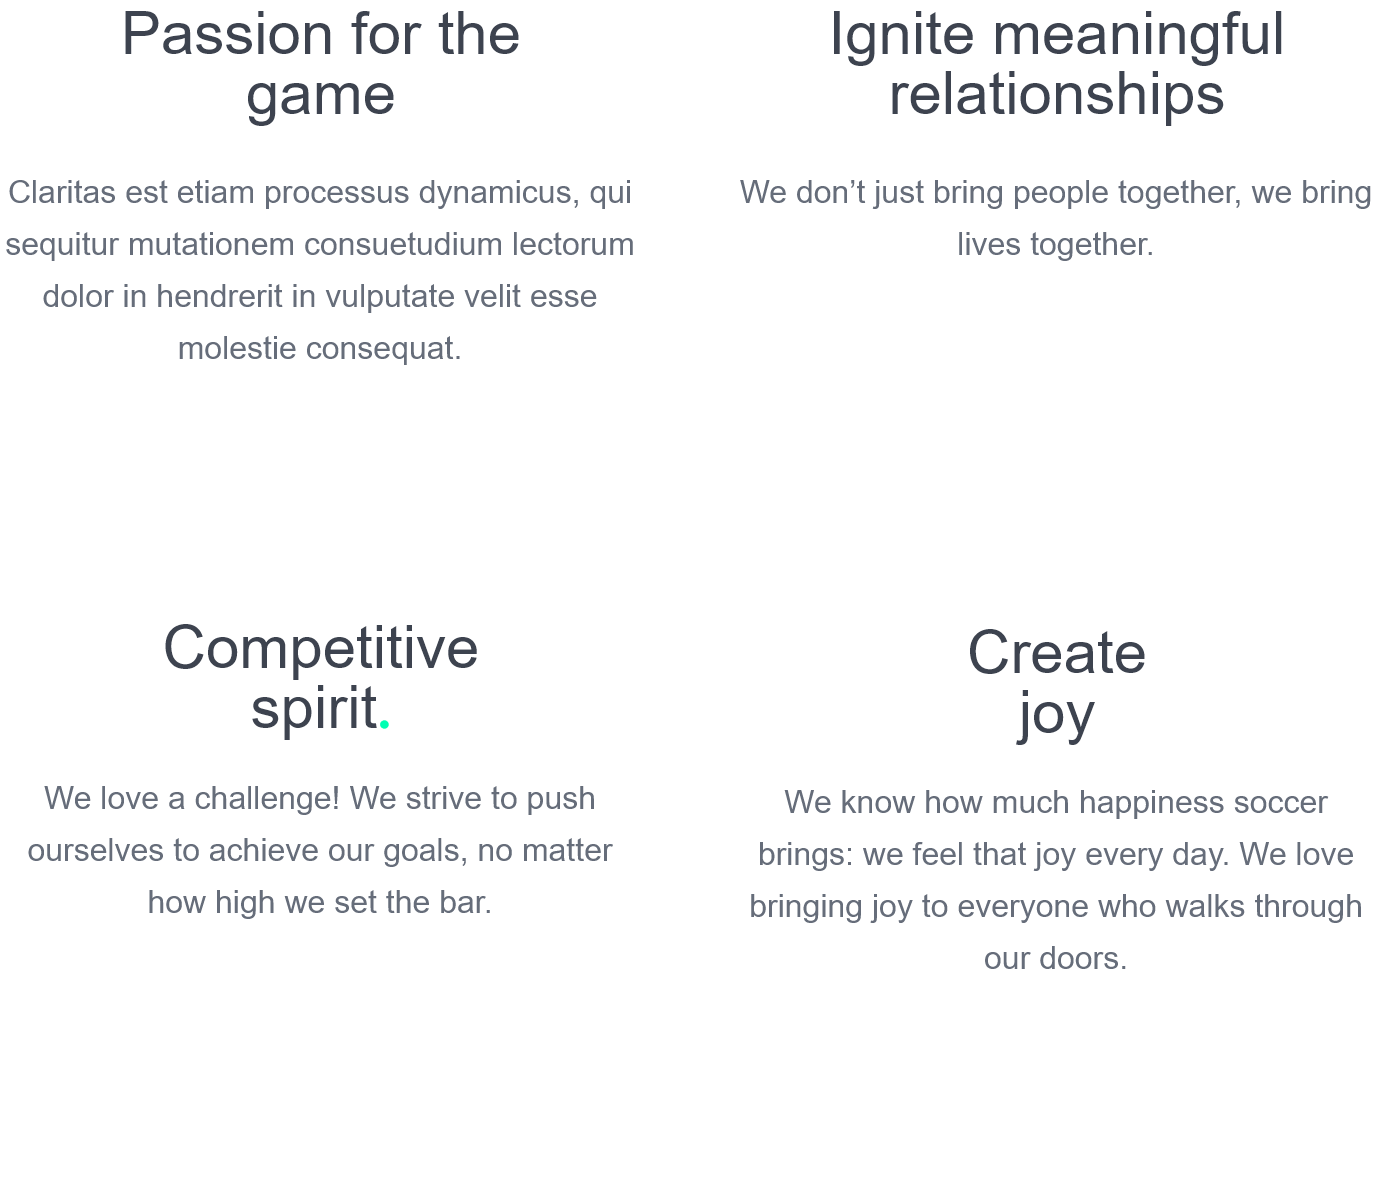 Passion for the
game
Claritas est etiam processus dynamicus, qui
sequitur mutationem consuetudium lectorum
dolor in hendrerit in vulputate velit esse
molestie consequat.
Ignite meaningful
relationships
We don’t just bring people together, we bring
lives together.
Competitive
spirit.
We love a challenge! We strive to push
ourselves to achieve our goals, no matter
how high we set the bar.
Create
joy
We know how much happiness soccer
brings: we feel that joy every day. We love
bringing joy to everyone who walks through
our doors.